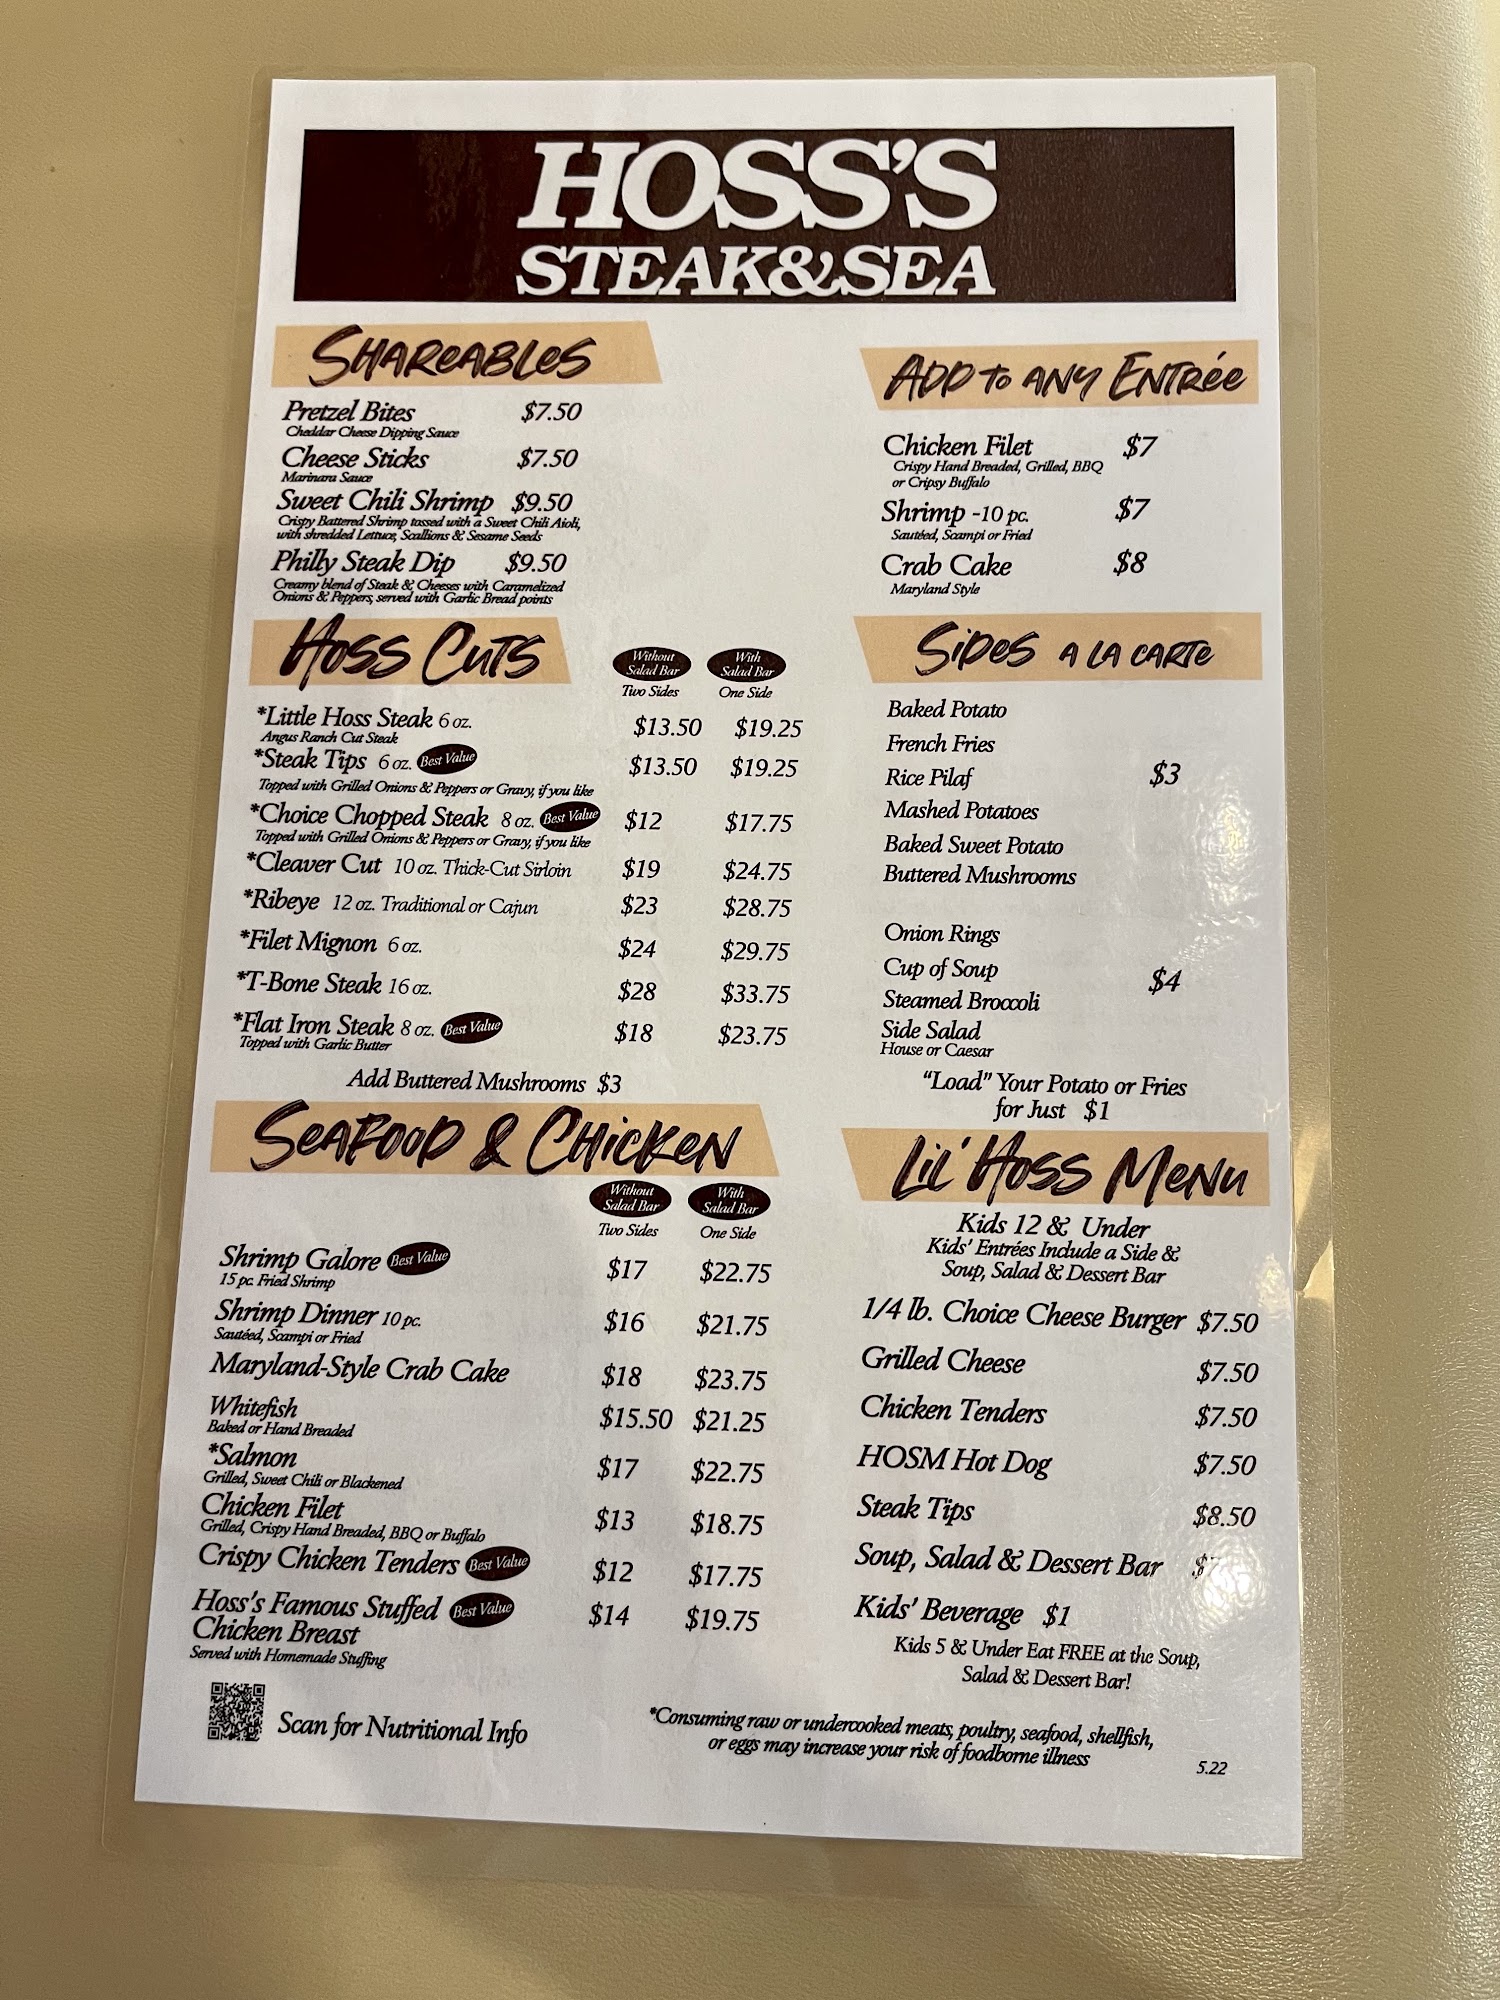 HOSS'S
STEAK&SEA
SHAREABLES
Pretzel Bites $7.50
Cheddar Cheese Dipping Sauce
Cheese Sticks $7.50
Marinara Sauce
Sweet Chili Shrimp $9.50
Crispy Battered Shrimp tossed with a Sweet Chili Aioli,
with shredded Lettuce, Scallions & Sesame Seeds
Philly Steak Dip $9.50
Creamy blend of Steak & Cheeses with Caramelized
Onions & Peppers, served with Garlic Bread points
HOSS CUTS
Without
Salad Bar
Two Sides
With
Salad Bar
One Side
*Little Hoss Steak 6 oz. $13.50 $19.25
Angus Ranch Cut Steak
*Steak Tips 6 oz. Best Value $13.50 $19.25
Topped with Grilled Onions & Peppers or Gravy, if you like
*Choice Chopped Steak 8 oz. Best Value $12 $17.75
Topped with Grilled Onions & Peppers or Gravy, if you like
*Cleaver Cut 10 oz. Thick-Cut Sirloin $19 $24.75
*Ribeye 12 oz. Traditional or Cajun $23 $28.75
*Filet Mignon 6 oz. $24 $29.75
*T-Bone Steak 16 oz. $28 $33.75
*Flat Iron Steak 8 oz. Best Value $18 $23.75
Topped with Garlic Butter
Add Buttered Mushrooms $3
SEAFOOD & CHICKEN
Without
Salad Bar
Two Sides
With
Salad Bar
One Side
Shrimp Galore Best Value $17 $22.75
15 pc. Fried Shrimp
Shrimp Dinner 10 pc. $16 $21.75
Sautéed, Scampi or Fried
Maryland-Style Crab Cake $18 $23.75
Whitefish $15.50 $21.25
Baked or Hand Breaded
*Salmon $17 $22.75
Grilled, Sweet Chili or Blackened
Chicken Filet $13 $18.75
Grilled, Crispy Hand Breaded, BBQ or Buffalo
Crispy Chicken Tenders Best Value $12 $17.75
Hoss's Famous Stuffed Best Value $14 $19.75
Chicken Breast
Served with Homemade Stuffing
Scan for Nutritional Info
ADD TO ANY ENTRÉE
Chicken Filet $7
Crispy Hand Breaded, Grilled, BBQ
or Cripsy Buffalo
Shrimp -10 pc. $7
Sautéed, Scampi or Fried
Crab Cake $8
Maryland Style
SIDES A LA CARTE
Baked Potato
French Fries
Rice Pilaf $3
Mashed Potatoes
Baked Sweet Potato
Buttered Mushrooms
Onion Rings
Cup of Soup $4
Steamed Broccoli
Side Salad
House or Caesar
"Load" Your Potato or Fries
for Just $1
LIL' HOSS MENU
Kids 12 & Under
Kids' Entrées Include a Side &
Soup, Salad & Dessert Bar
1/4 lb. Choice Cheese Burger $7.50
Grilled Cheese $7.50
Chicken Tenders $7.50
HOSM Hot Dog $7.50
Steak Tips $8.50
Soup, Salad & Dessert Bar
Kids' Beverage $1
Kids 5 & Under Eat FREE at the Soup,
Salad & Dessert Bar!
*Consuming raw or undercooked meats, poultry, seafood, shellfish,
or eggs may increase your risk of foodborne illness
5.22